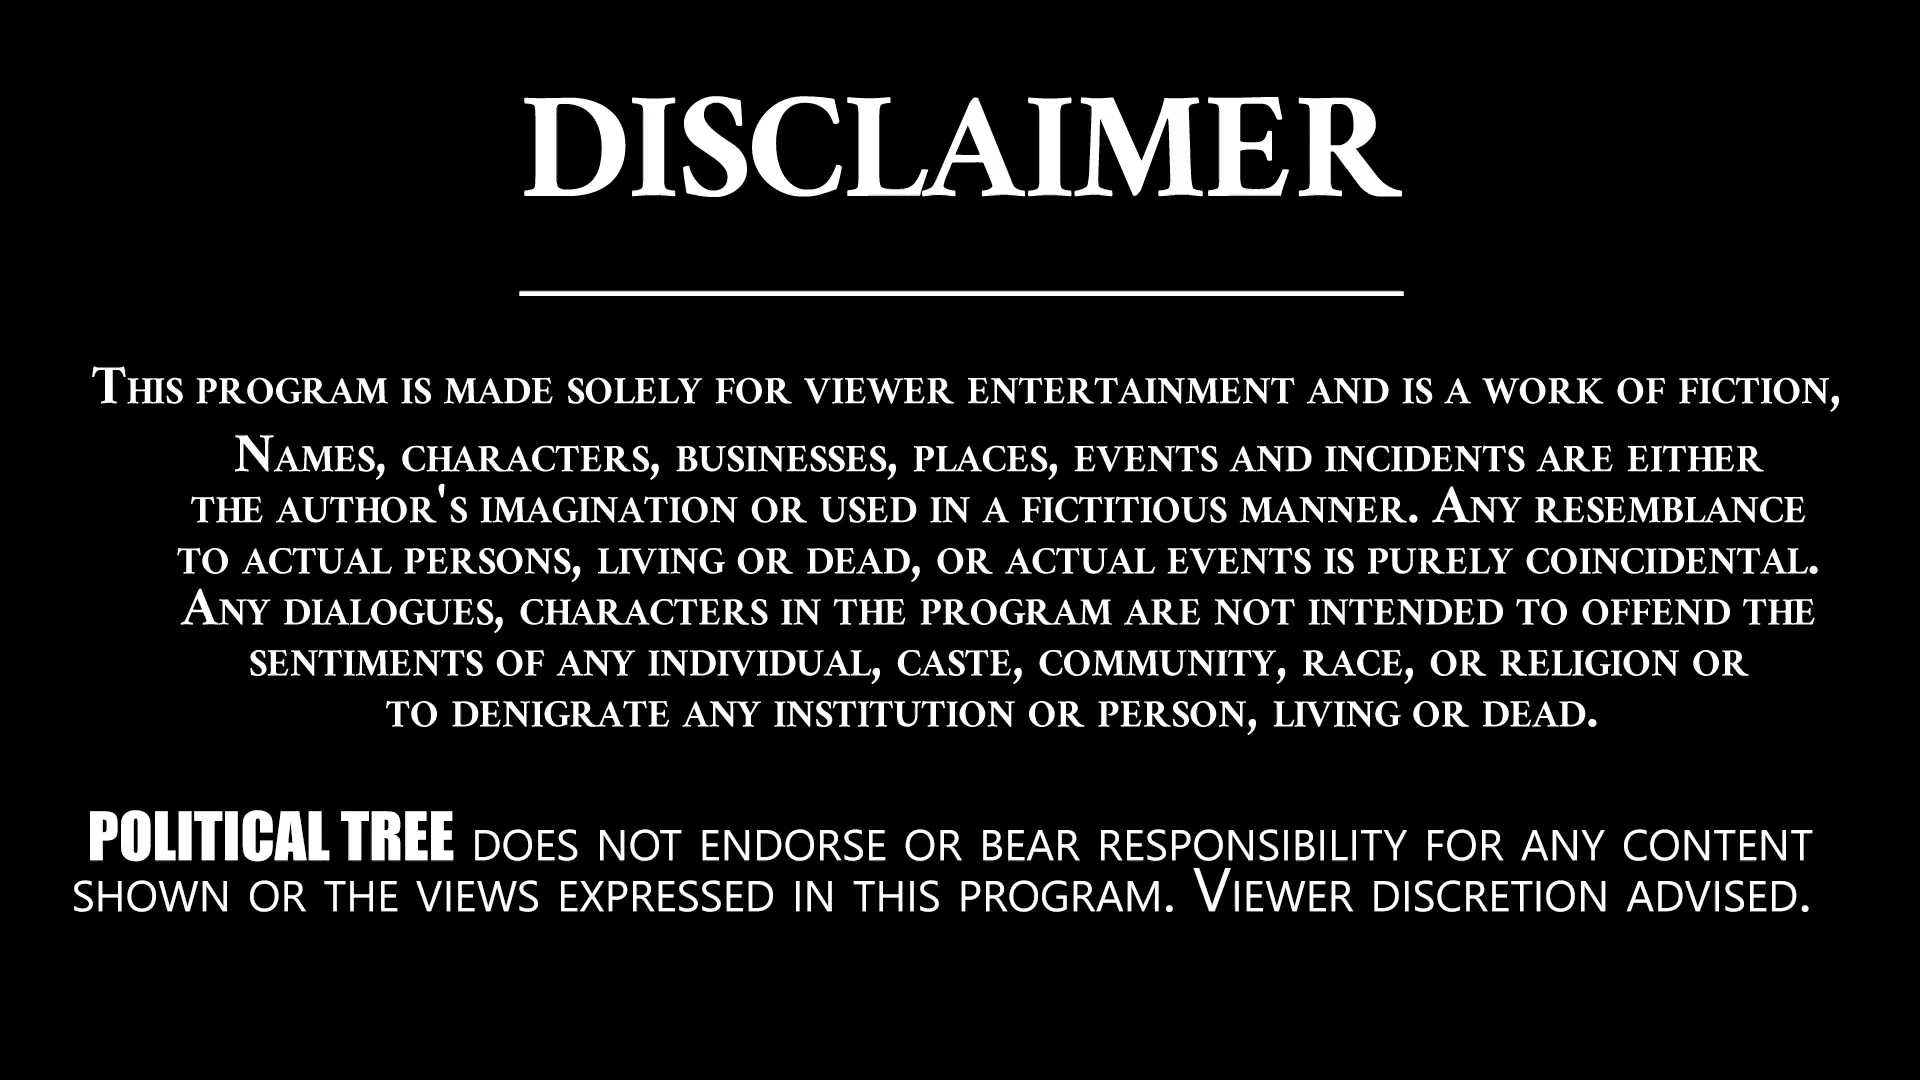 DISCLAIMER
This program is made solely for viewer entertainment and is a work of fiction,
Names, characters, businesses, places, events and incidents are either
the author's imagination or used in a fictitious manner. Any resemblance
to actual persons, living or dead, or actual events is purely coincidental.
Any dialogues, characters in the program are not intended to offend the
sentiments of any individual, caste, community, race, or religion or
to denigrate any institution or person, living or dead.
POLITICAL TREE does not endorse or bear responsibility for any content
shown or the views expressed in this program. Viewer discretion advised.